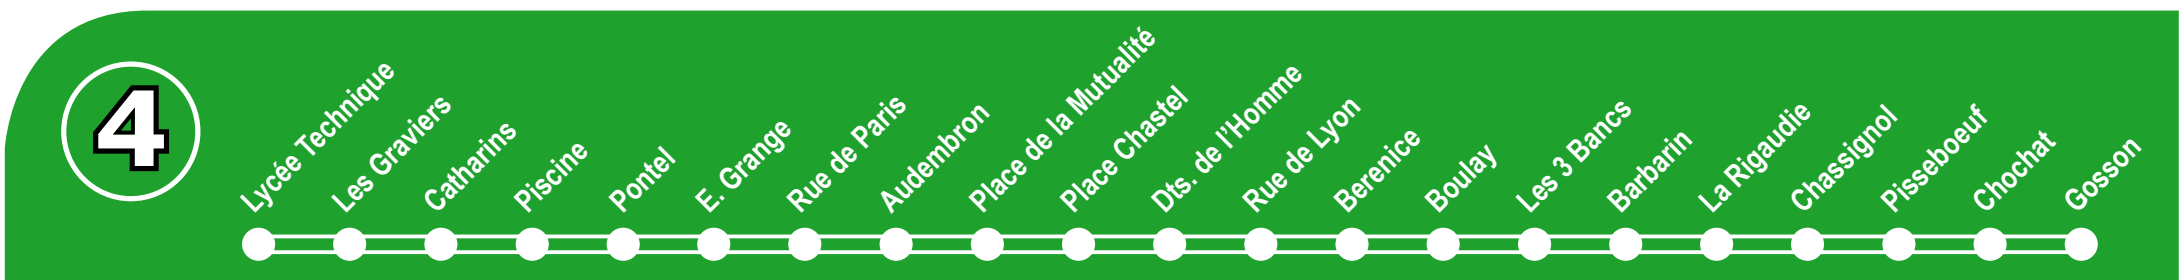 4
Lycée Technique
Les Graviers
Catharins
Piscine
Pontel
E. Grange
Rue de Paris
Audembron
Place de la Mutualité
Place Chastel
Dts. de l'Homme
Rue de Lyon
Berenice
Boulay
Les 3 Bancs
Barbarin
La Rigaudie
Chassignol
Pisseboeuf
Chochat
Gosson